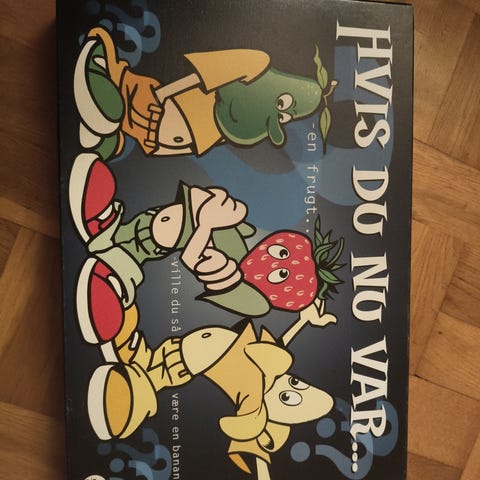 HVIS DU NU VAR...
-en frugt...
-ville du så være en banan